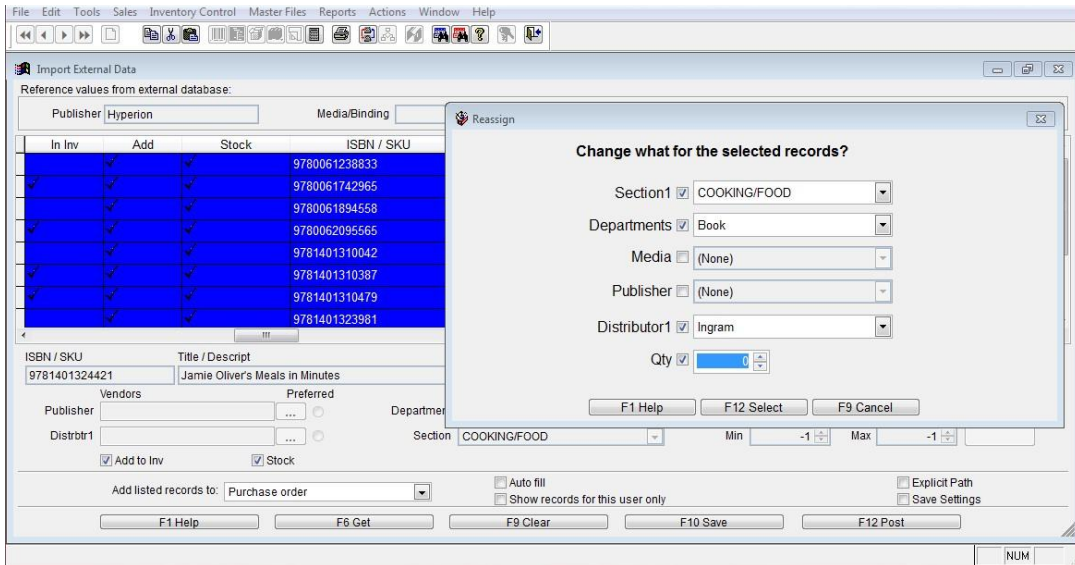 File Edit Tools Sales Inventory Control Master Files Reports Actions Window Help
Import External Data
Reference values from external database:
Publisher Hyperion Media/Binding
Reassign
Change what for the selected records?
In Inv Add Stock ISBN / SKU
9780061238833
9780061742965
9780061894558
9780062095565
9781401310042
9781401310387
9781401310479
9781401323981
Section1 COOKING/FOOD
Departments Book
Media (None)
Publisher (None)
Distributor1 Ingram
Qty 0
F1 Help F12 Select F9 Cancel
ISBN / SKU Title / Descript
9781401324421 Jamie Oliver's Meals in Minutes
Vendors Preferred
Publisher ... Departmer
Distrbtr1 ... Section COOKING/FOOD Min -1 Max -1
Add to Inv Stock
Add listed records to: Purchase order
Auto fill Explicit Path
Show records for this user only Save Settings
F1 Help F6 Get F9 Clear F10 Save F12 Post
NUM